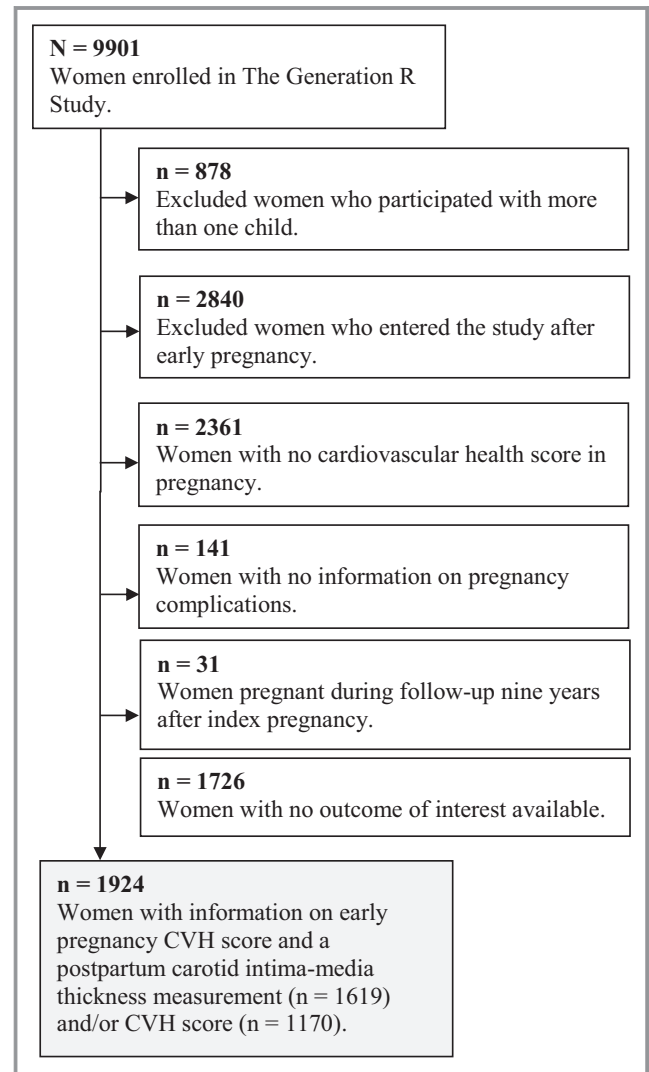 N = 9901
Women enrolled in The Generation R
Study.
n = 878
Excluded women who participated with more
than one child.
n = 2840
Excluded women who entered the study after
early pregnancy.
n = 2361
Women with no cardiovascular health score in
pregnancy.
n = 141
Women with no information on pregnancy
complications.
n = 31
Women pregnant during follow-up nine years
after index pregnancy.
n = 1726
Women with no outcome of interest available.
n = 1924
Women with information on early
pregnancy CVH score and a
postpartum carotid intima-media
thickness measurement (n = 1619)
and/or CVH score (n = 1170).